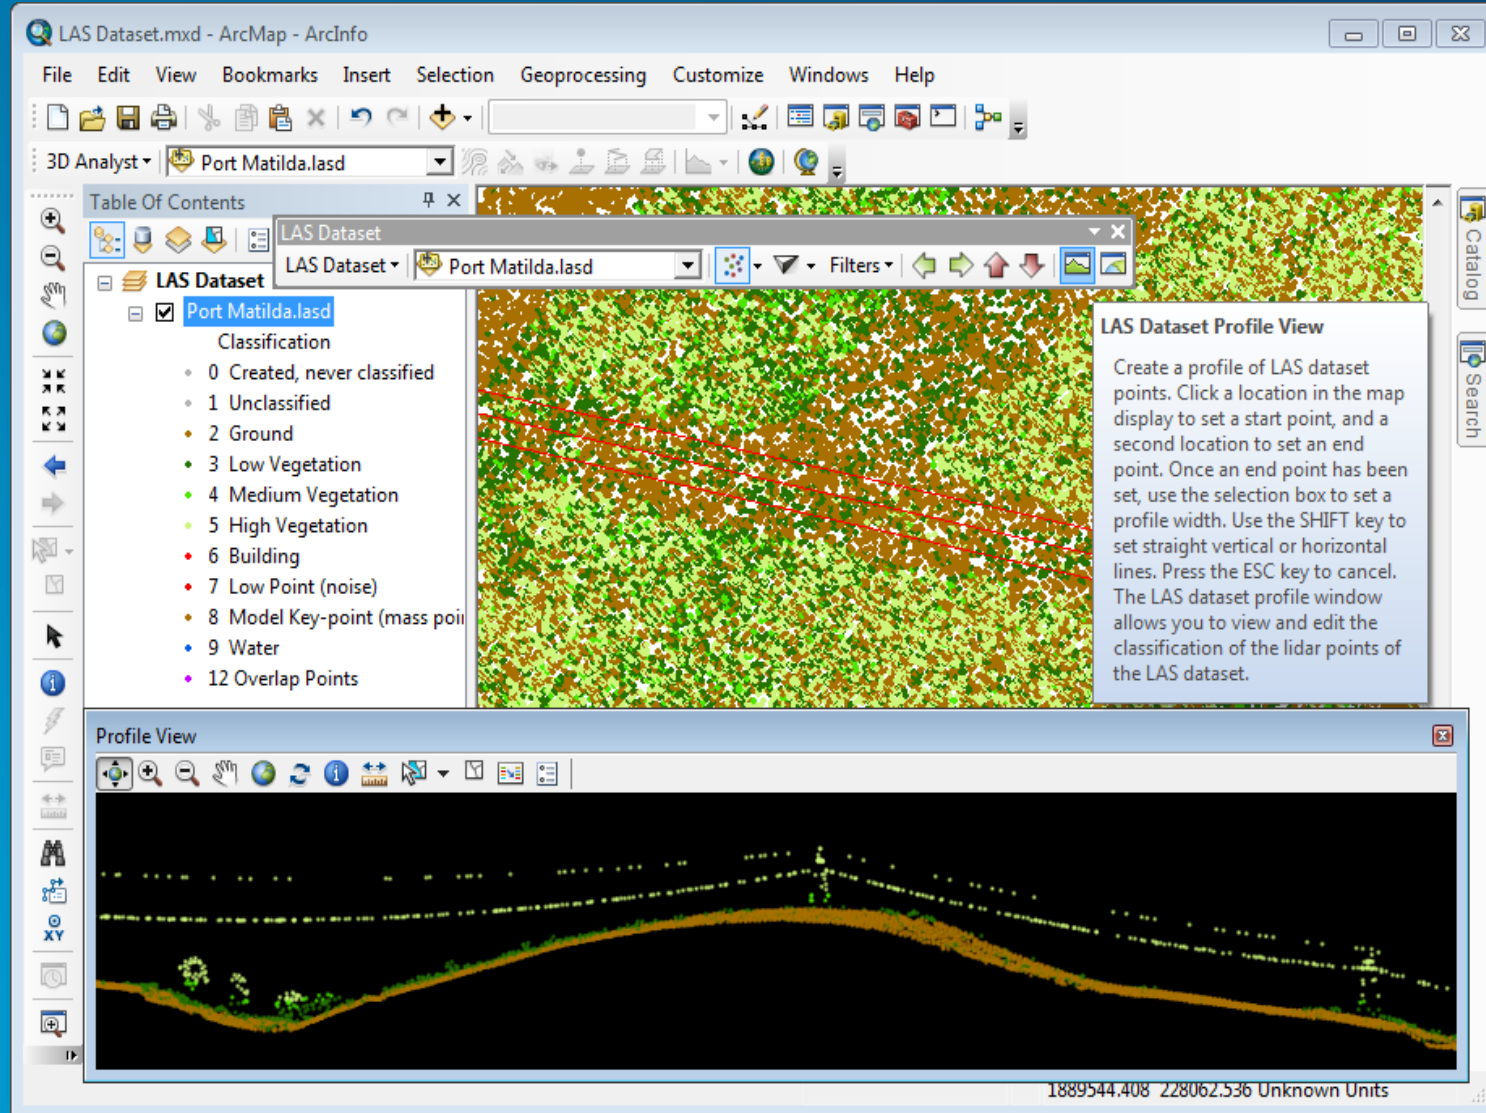 LAS Dataset.mxd - ArcMap - ArcInfo
File Edit View Bookmarks Insert Selection Geoprocessing Customize Windows Help
3D Analyst Port Matilda.lasd
Table Of Contents
LAS Dataset
LAS Dataset Port Matilda.lasd Filters
LAS Dataset
Port Matilda.lasd
Classification
0 Created, never classified
1 Unclassified
2 Ground
3 Low Vegetation
4 Medium Vegetation
5 High Vegetation
6 Building
7 Low Point (noise)
8 Model Key-point (mass poi
9 Water
12 Overlap Points
LAS Dataset Profile View
Create a profile of LAS dataset
points. Click a location in the map
display to set a start point, and a
second location to set an end
point. Once an end point has been
set, use the selection box to set a
profile width. Use the SHIFT key to
set straight vertical or horizontal
lines. Press the ESC key to cancel.
The LAS dataset profile window
allows you to view and edit the
classification of the lidar points of
the LAS dataset.
Catalog
Search
XY
Profile View
1889544.408 228062.536 Unknown Units